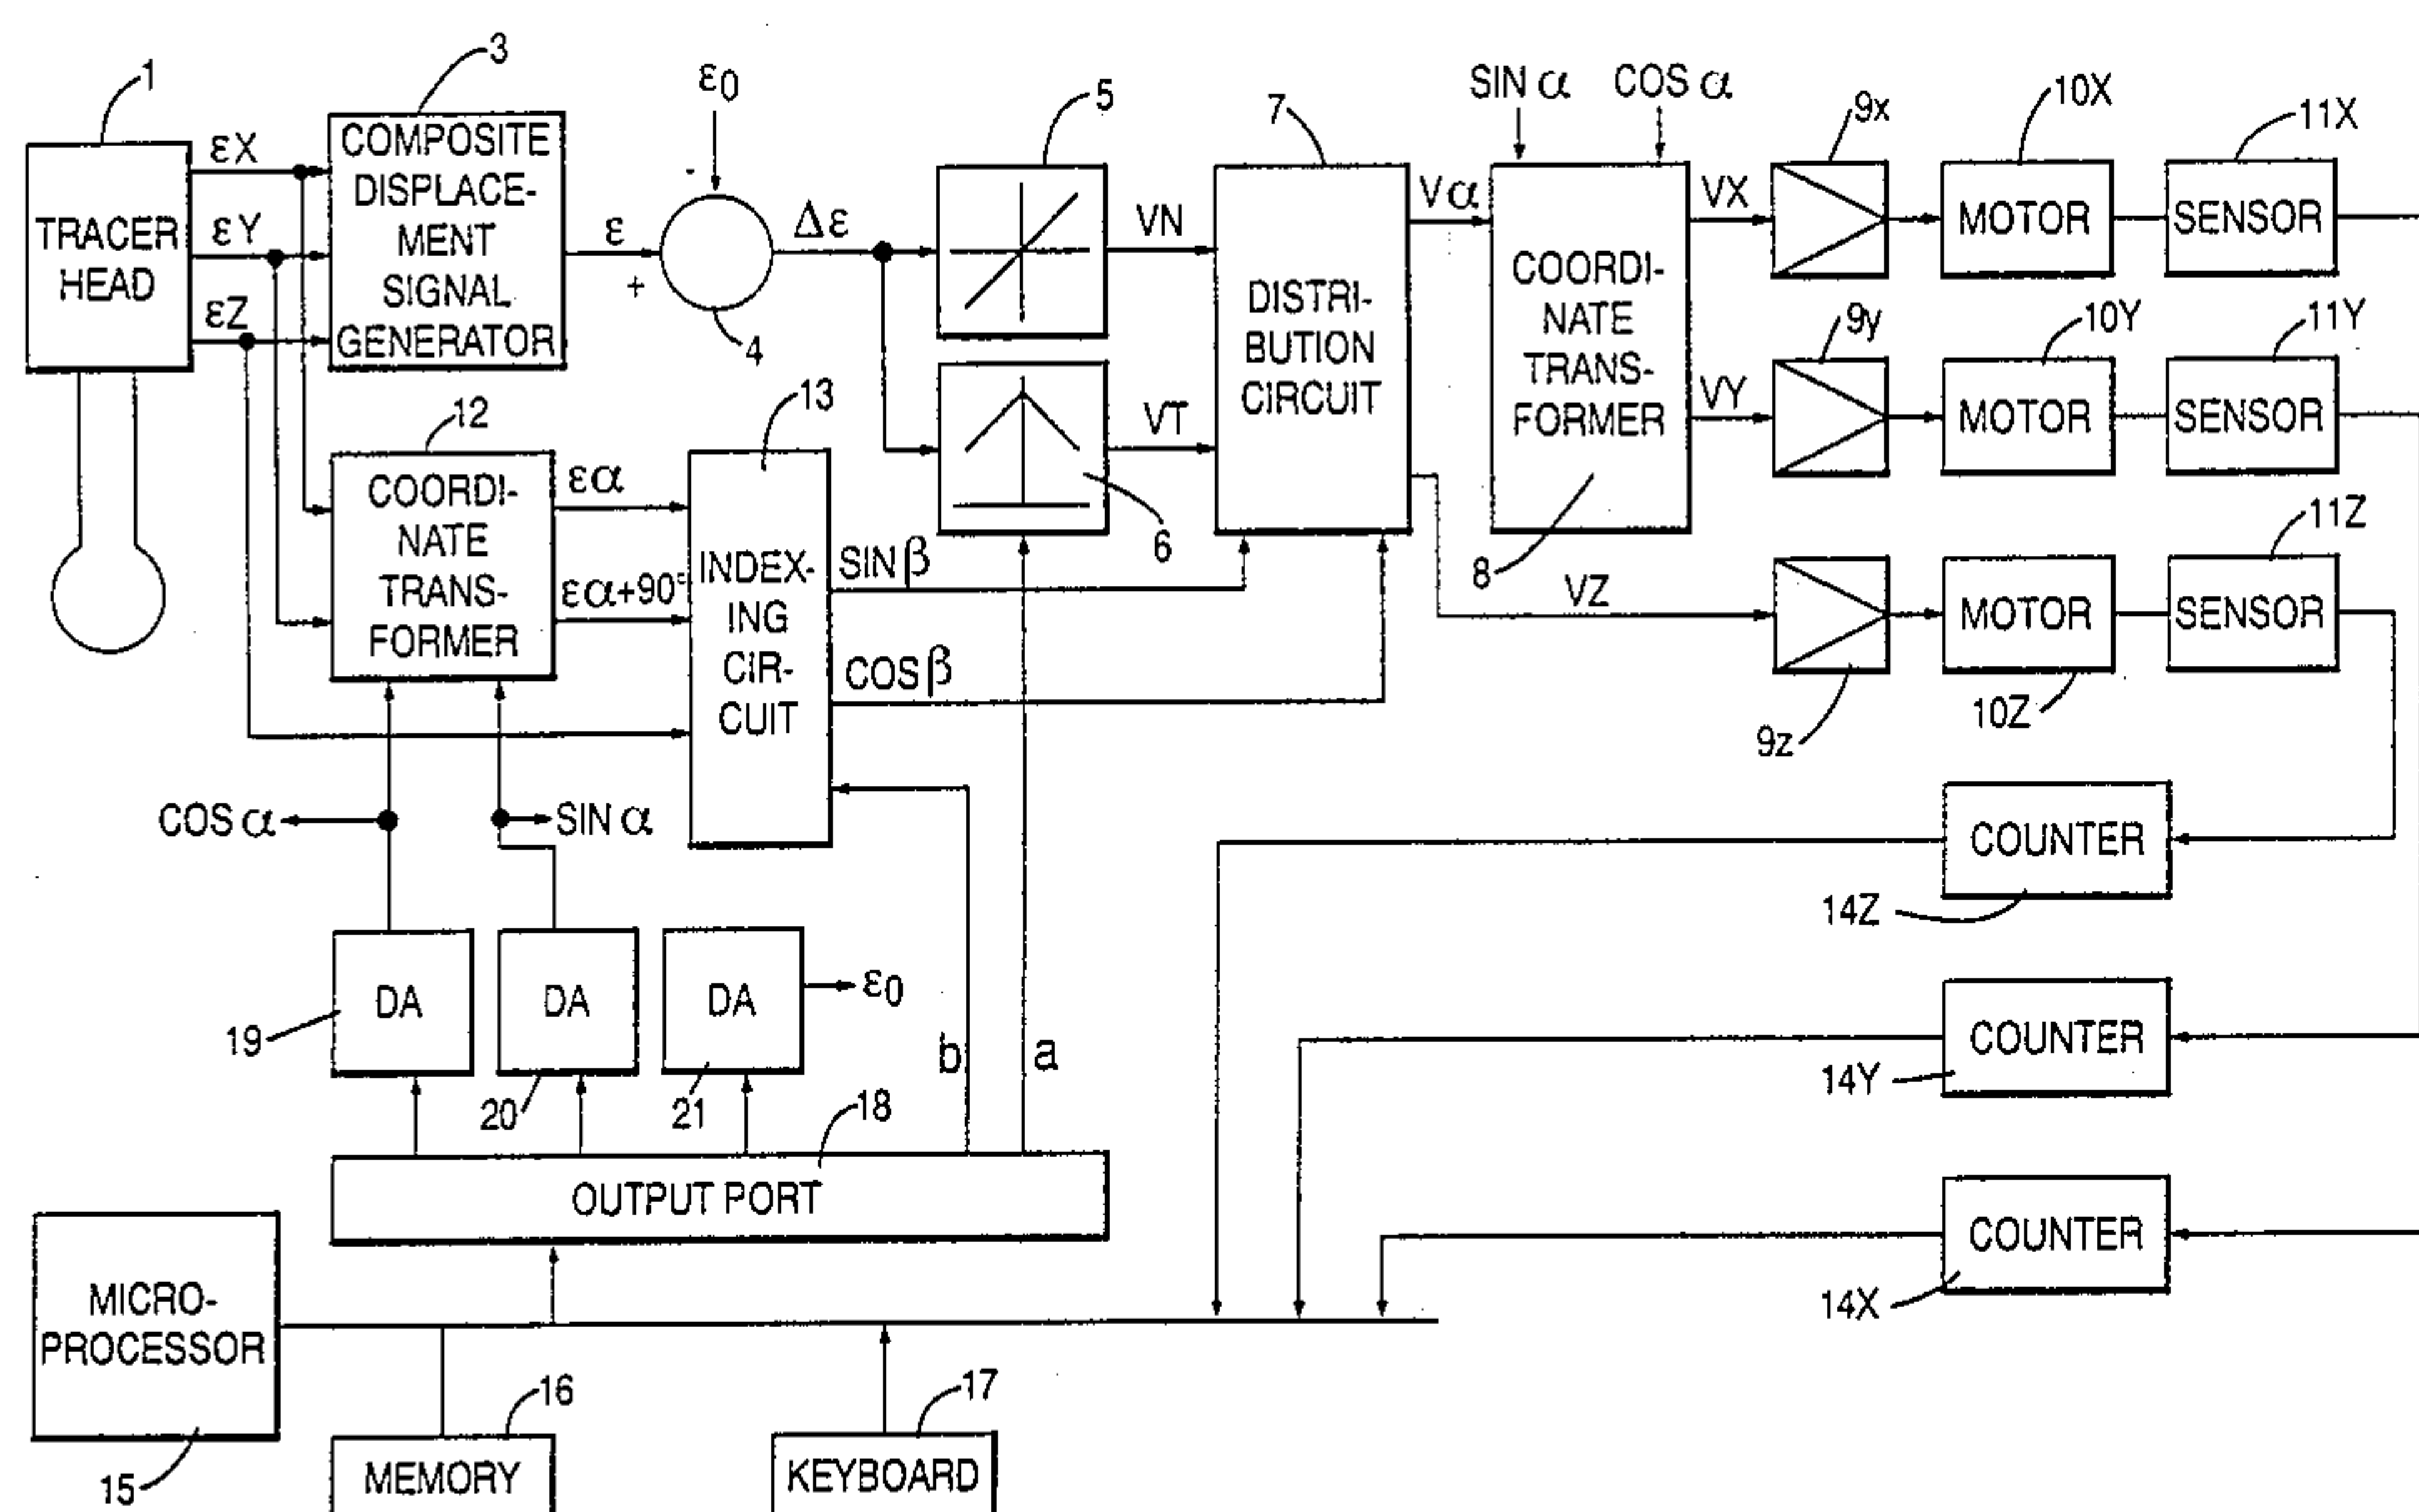 1
TRACER
HEAD
εX
εY
εZ
3
COMPOSITE
DISPLACE-
MENT
SIGNAL
GENERATOR
ε
+
-
ε0
4
Δε
5
VN
6
VT
7
DISTRI-
BUTION
CIRCUIT
Vα
VZ
SIN α
COS α
COORDI-
NATE
TRANS-
FORMER
8
VX
VY
9x
10X
11X
MOTOR
SENSOR
9y
10Y
11Y
MOTOR
SENSOR
9z
10Z
11Z
MOTOR
SENSOR
12
COORDI-
NATE
TRANS-
FORMER
εα
εα+90°
13
INDEX-
ING
CIR-
CUIT
SIN β
COS β
COS α
SIN α
DA
19
DA
20
DA
21
ε0
b
a
18
OUTPUT PORT
COUNTER
14Z
COUNTER
14Y
COUNTER
14X
MICRO-
PROCESSOR
15
16
MEMORY
17
KEYBOARD